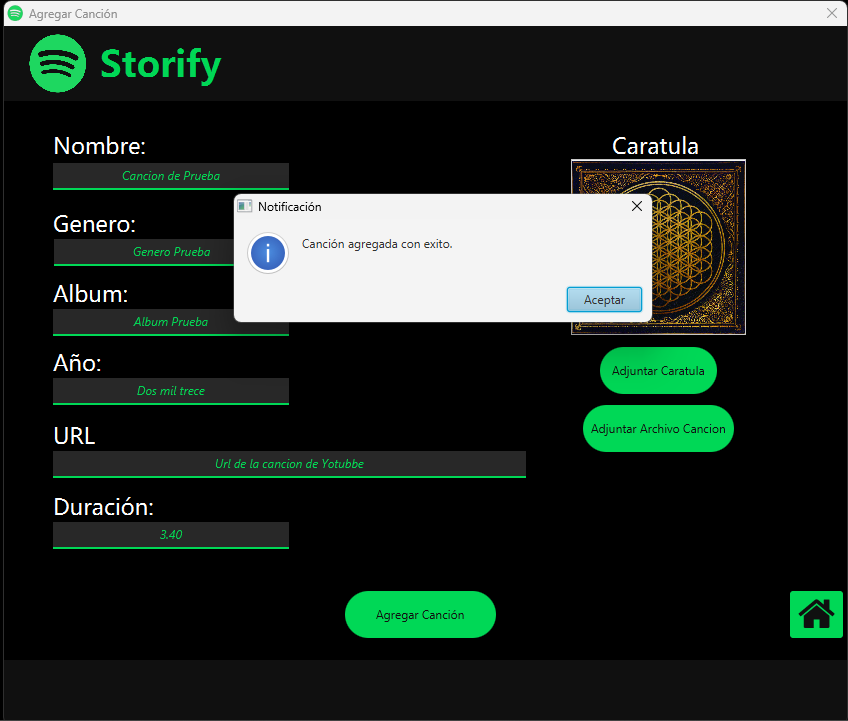 Agregar Canción
Storify
Nombre:
Cancion de Prueba
Genero:
Genero Prueba
Album:
Album Prueba
Año:
Dos mil trece
URL
Url de la cancion de Yotubbe
Duración:
3.40
Caratula
Notificación
Canción agregada con exito.
Aceptar
Adjuntar Caratula
Adjuntar Archivo Cancion
Agregar Canción